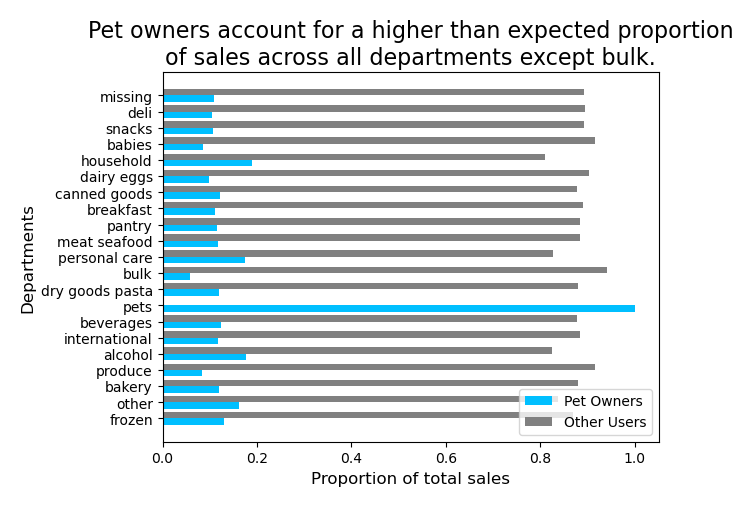 Pet owners account for a higher than expected proportion
of sales across all departments except bulk.
missing
deli
snacks
babies
household
dairy eggs
canned goods
breakfast
pantry
meat seafood
personal care
bulk
dry goods pasta
pets
beverages
international
alcohol
produce
bakery
other
frozen
Departments
Pet Owners
Other Users
0.0 0.2 0.4 0.6 0.8 1.0
Proportion of total sales